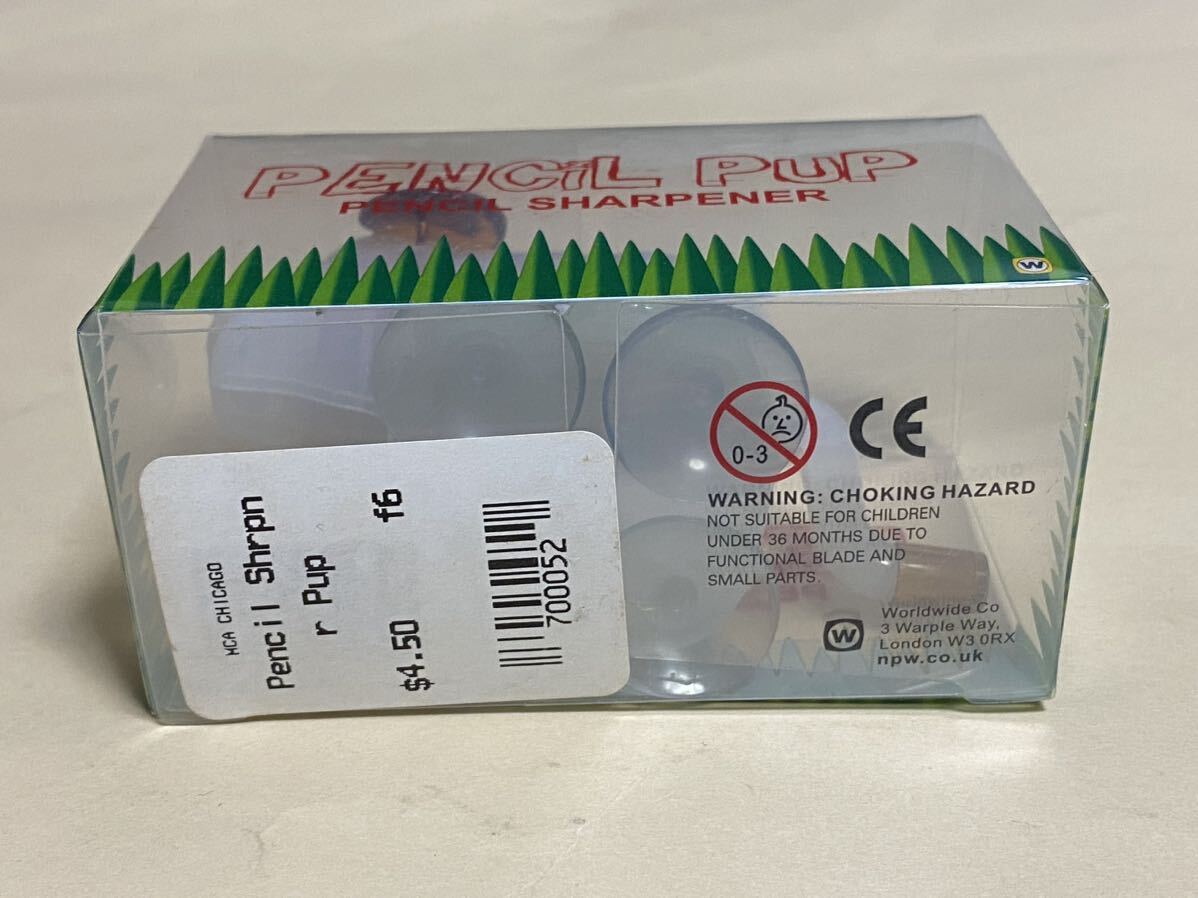 PENCiL PuP
PENCIL SHARPENER
W
0-3
CE
WARNING: CHOKING HAZARD
NOT SUITABLE FOR CHILDREN
UNDER 36 MONTHS DUE TO
FUNCTIONAL BLADE AND
SMALL PARTS.
W
Worldwide Co
3 Warple Way,
London W3 0RX
npw.co.uk
MCA CHICAGO
Pencil Shrpn
r Pup
$4.50 f6
700052